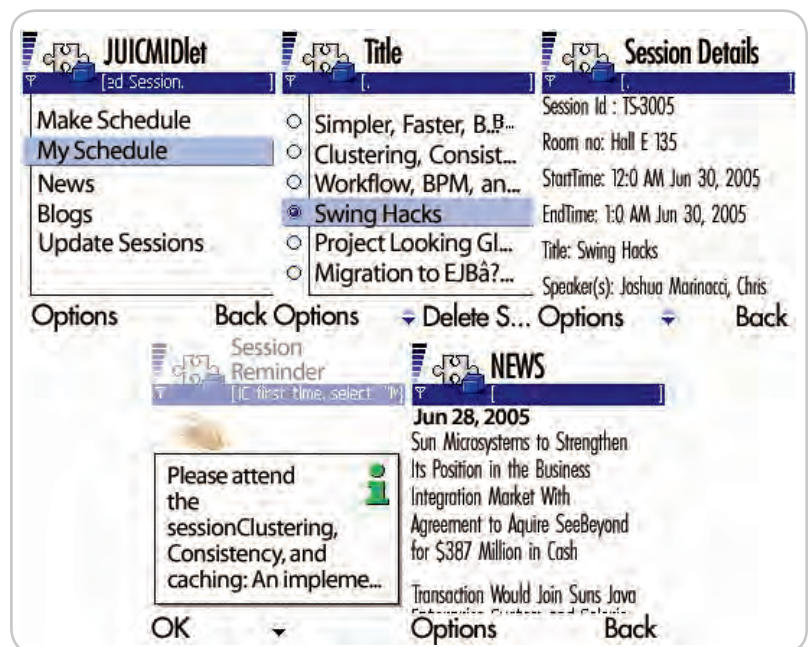 JUICMIDlet
[ed Session. ]
Make Schedule
My Schedule
News
Blogs
Update Sessions
Options Back
Title
[. ]
Simpler, Faster, B...B...
Clustering, Consist...
Workflow, BPM, an...
Swing Hacks
Project Looking Gl...
Migration to EJBâ?...
Options Delete S...
Session Details
[. ]
Session Id : TS-3005
Room no: Hall E 135
StartTime: 12:0 AM Jun 30, 2005
EndTime: 1:0 AM Jun 30, 2005
Title: Swing Hacks
Speaker(s): Joshua Marinacci, Chris
Options Back
Session
Reminder
[IC first time, select "M]
Please attend
the
sessionClustering,
Consistency, and
caching: An impleme...
OK
NEWS
[ ]
Jun 28, 2005
Sun Microsystems to Strengthen
Its Position in the Business
Integration Market With
Agreement to Aquire SeeBeyond
for $387 Million in Cash
Transaction Would Join Suns Java
Options Back